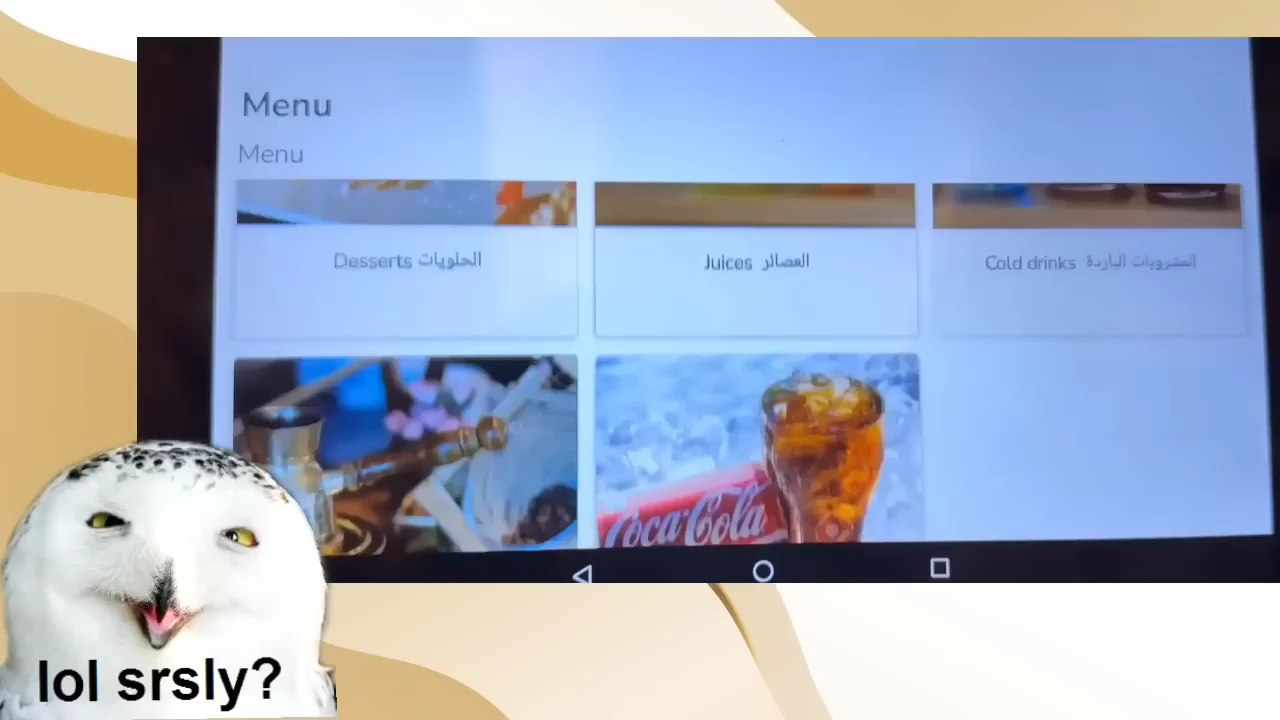 Menu
Menu
Desserts الحلويات
Juices العصائر
Cold drinks المشروبات الباردة
Coca-Cola
lol srsly?